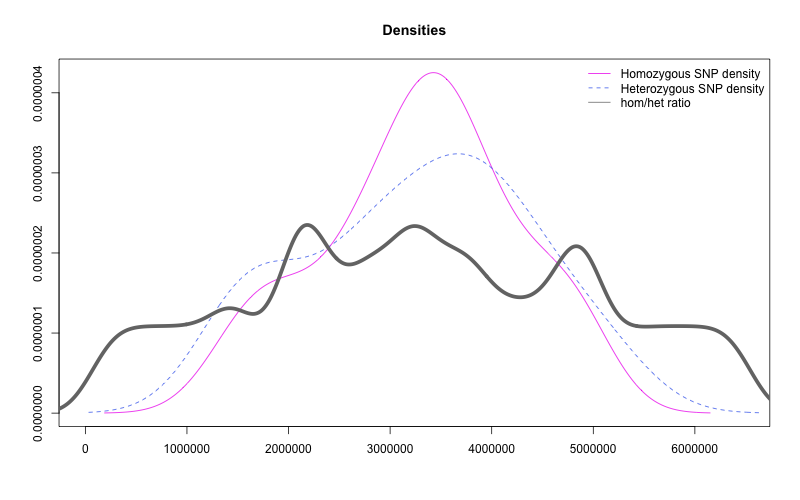 Densities
Homozygous SNP density
Heterozygous SNP density
hom/het ratio
0.0000004
0.0000003
0.0000002
0.0000001
0.0000000
0 1000000 2000000 3000000 4000000 5000000 6000000